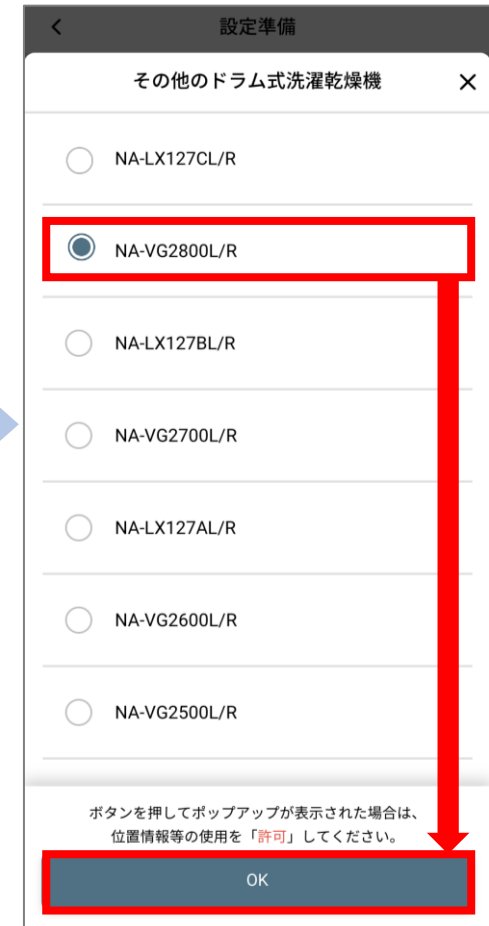 設定準備
その他のドラム式洗濯乾燥機
NA-LX127CL/R
NA-VG2800L/R
NA-LX127BL/R
NA-VG2700L/R
NA-LX127AL/R
NA-VG2600L/R
NA-VG2500L/R
ボタンを押してポップアップが表示された場合は、
位置情報等の使用を「許可」してください。
OK